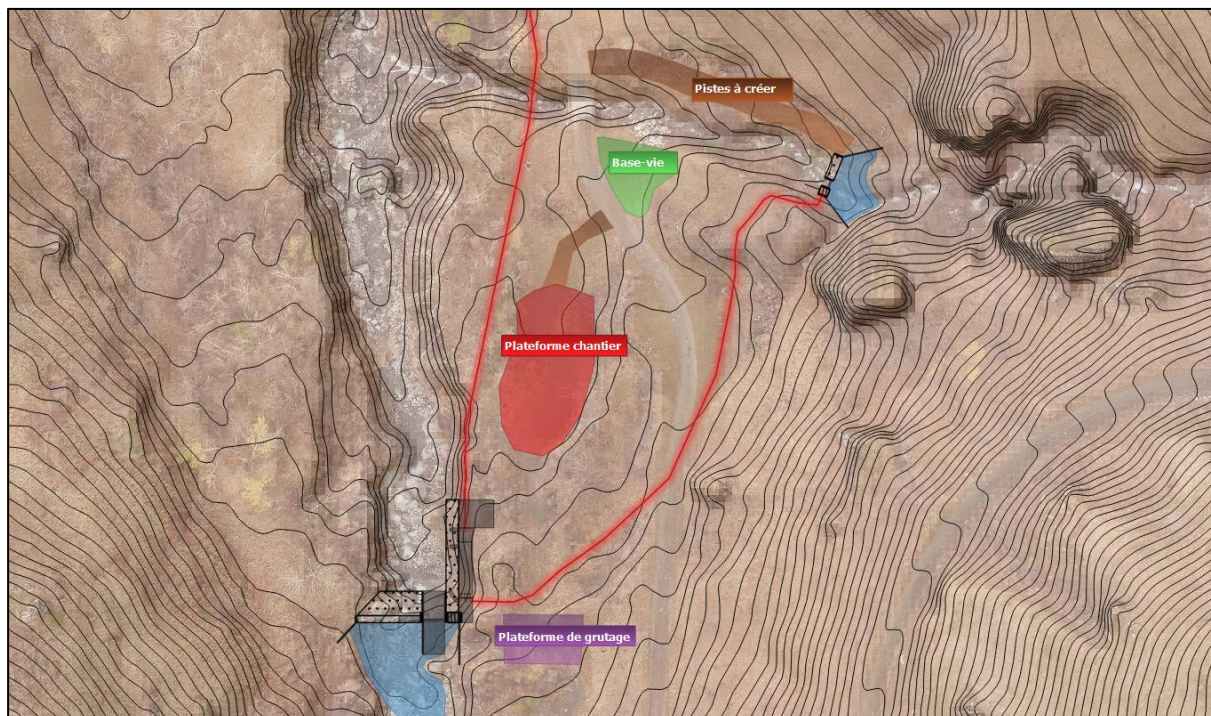 Pistes à créer
Base-vie
Plateforme chantier
Plateforme de grutage